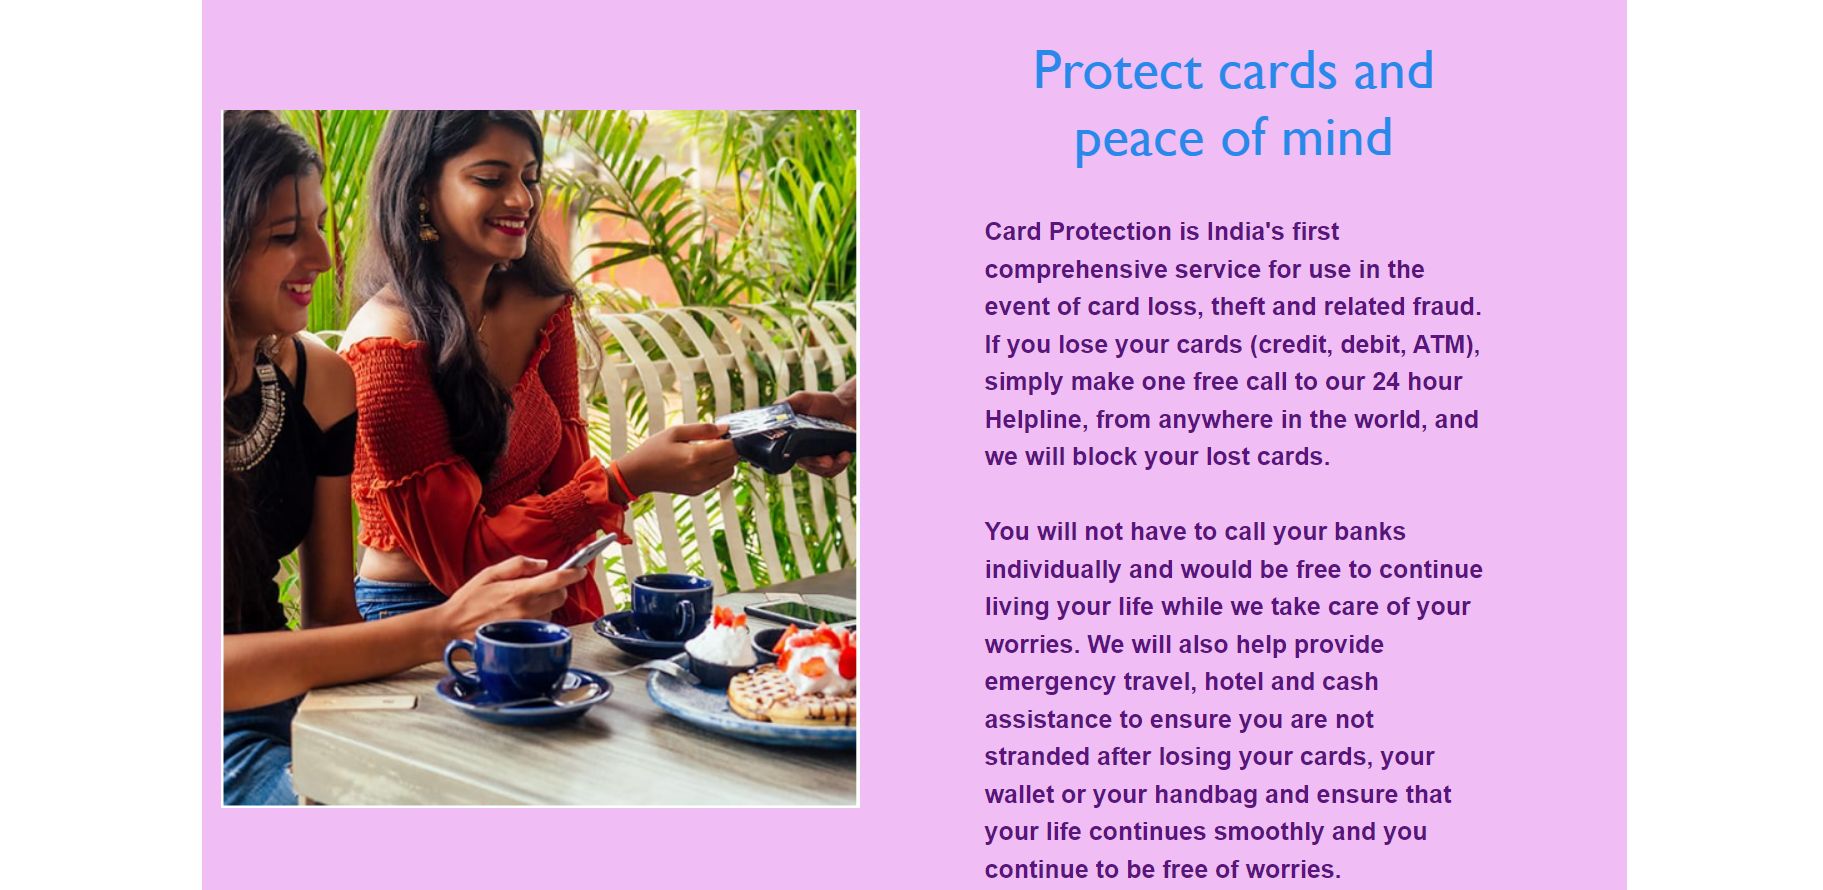 Protect cards and
peace of mind
Card Protection is India's first
comprehensive service for use in the
event of card loss, theft and related fraud.
If you lose your cards (credit, debit, ATM),
simply make one free call to our 24 hour
Helpline, from anywhere in the world, and
we will block your lost cards.
You will not have to call your banks
individually and would be free to continue
living your life while we take care of your
worries. We will also help provide
emergency travel, hotel and cash
assistance to ensure you are not
stranded after losing your cards, your
wallet or your handbag and ensure that
your life continues smoothly and you
continue to be free of worries.